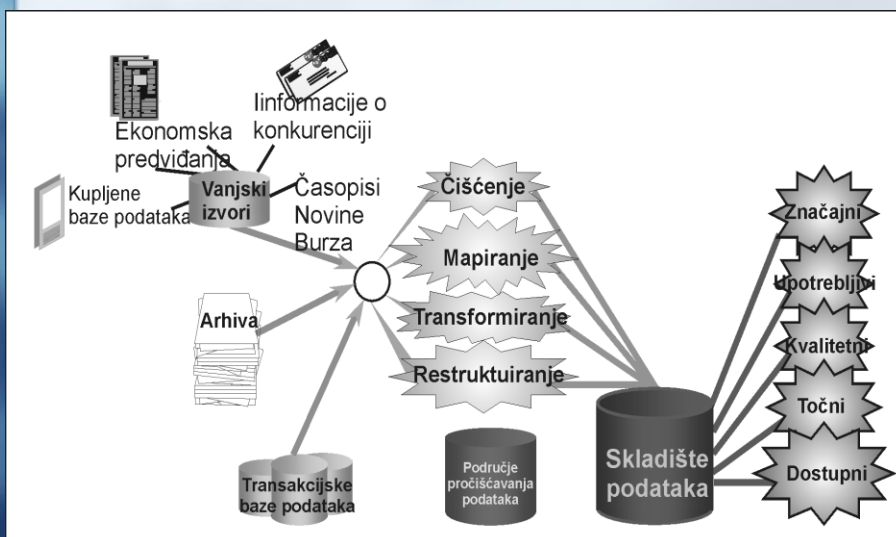 Iinformacije o
konkurenciji
Ekonomska
predviđanja
Kupljene
baze podataka
Vanjski
izvori
Časopisi
Novine
Burza
Arhiva
Transakcijske
baze podataka
Čišćenje
Mapiranje
Transformiranje
Restruktuiranje
Područje
pročišćavanja
podataka
Skladište
podataka
Značajni
Upotrebljivi
Kvalitetni
Točni
Dostupni